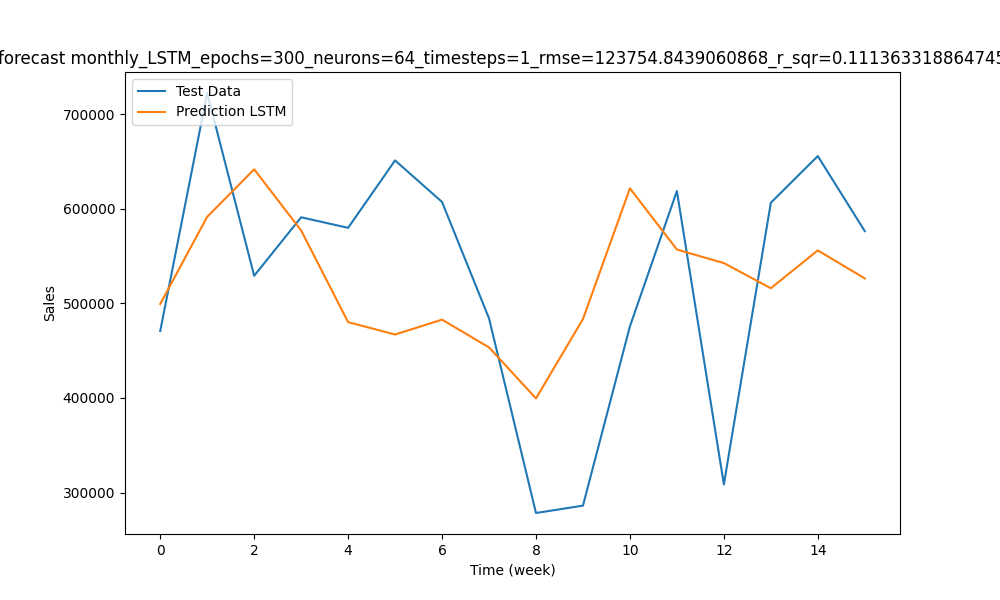 forecast monthly_LSTM_epochs=300_neurons=64_timesteps=1_rmse=123754.8439060868_r_sqr=0.111363318864745
Test Data
Prediction LSTM
700000
600000
500000
400000
300000
Sales
0 2 4 6 8 10 12 14
Time (week)